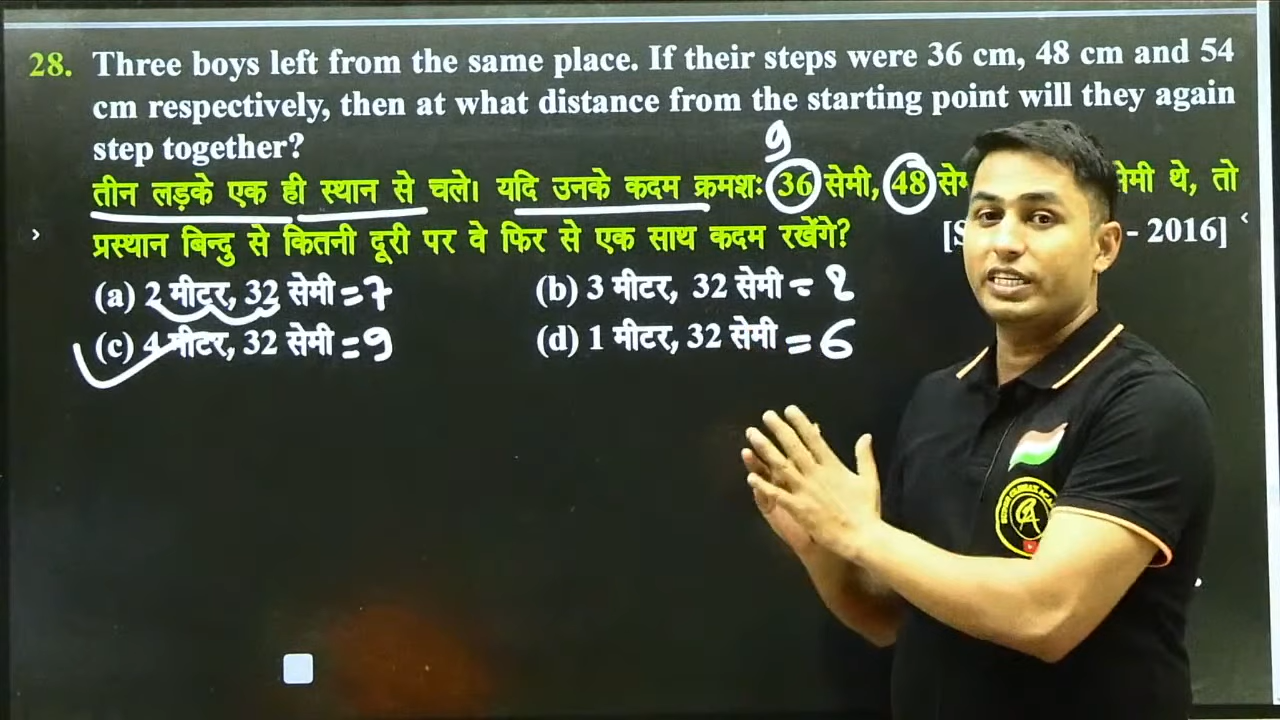 28. Three boys left from the same place. If their steps were 36 cm, 48 cm and 54
cm respectively, then at what distance from the starting point will they again
step together?
9
तीन लड़के एक ही स्थान से चले। यदि उनके कदम क्रमशः 36 सेमी, 48 थे, तो
प्रस्थान बिन्दु से कितनी दूरी पर वे फिर से एक साथ कदम रखेंगे? - 2016]
(a) 2 मीटर, 32 सेमी = 7 (b) 3 मीटर, 32 सेमी = 8
(c) 4 मीटर, 32 सेमी = 9 (d) 1 मीटर, 32 सेमी = 6